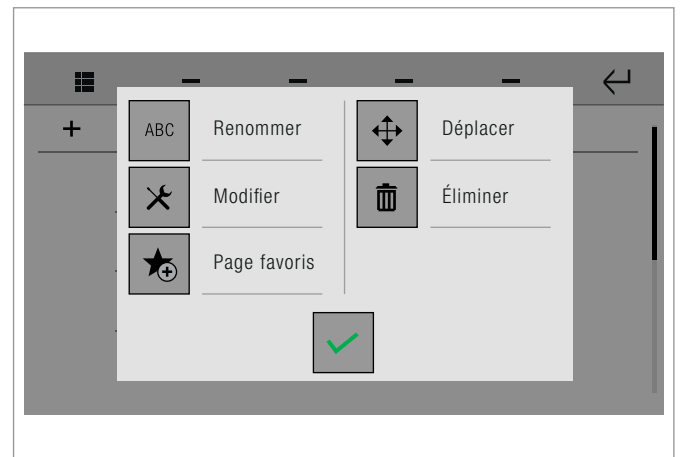 ABC Renommer
Modifier
Page favoris
Déplacer
Éliminer